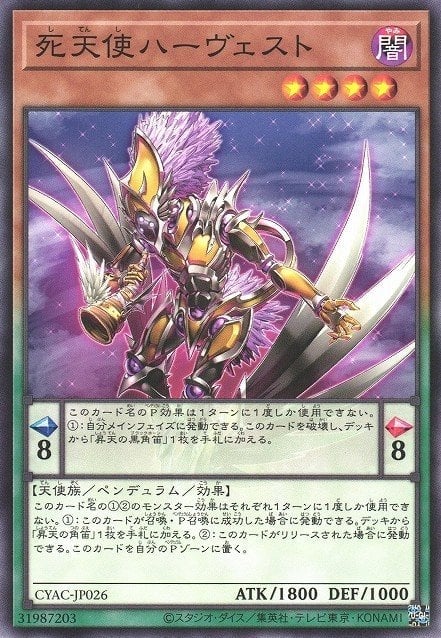 死天使ハーヴェスト
闇
このカード名のP効果は1ターンに1度しか使用できない。
①：自分メインフェイズに発動できる。このカードを破壊し、デッキ
から「昇天の黒角笛」1枚を手札に加える。
8
8
【天使族／ペンデュラム／効果】
このカード名の①②のモンスター効果はそれぞれ1ターンに1度しか使用でき
ない。①：このカードが召喚・P召喚に成功した場合に発動できる。デッキから
「昇天の角笛」1枚を手札に加える。②：このカードがリリースされた場合に発
動できる。このカードを自分のPゾーンに置く。
CYAC-JP026 ATK/1800 DEF/1000
31987203 ©スタジオ・ダイス／集英社・テレビ東京・KONAMI